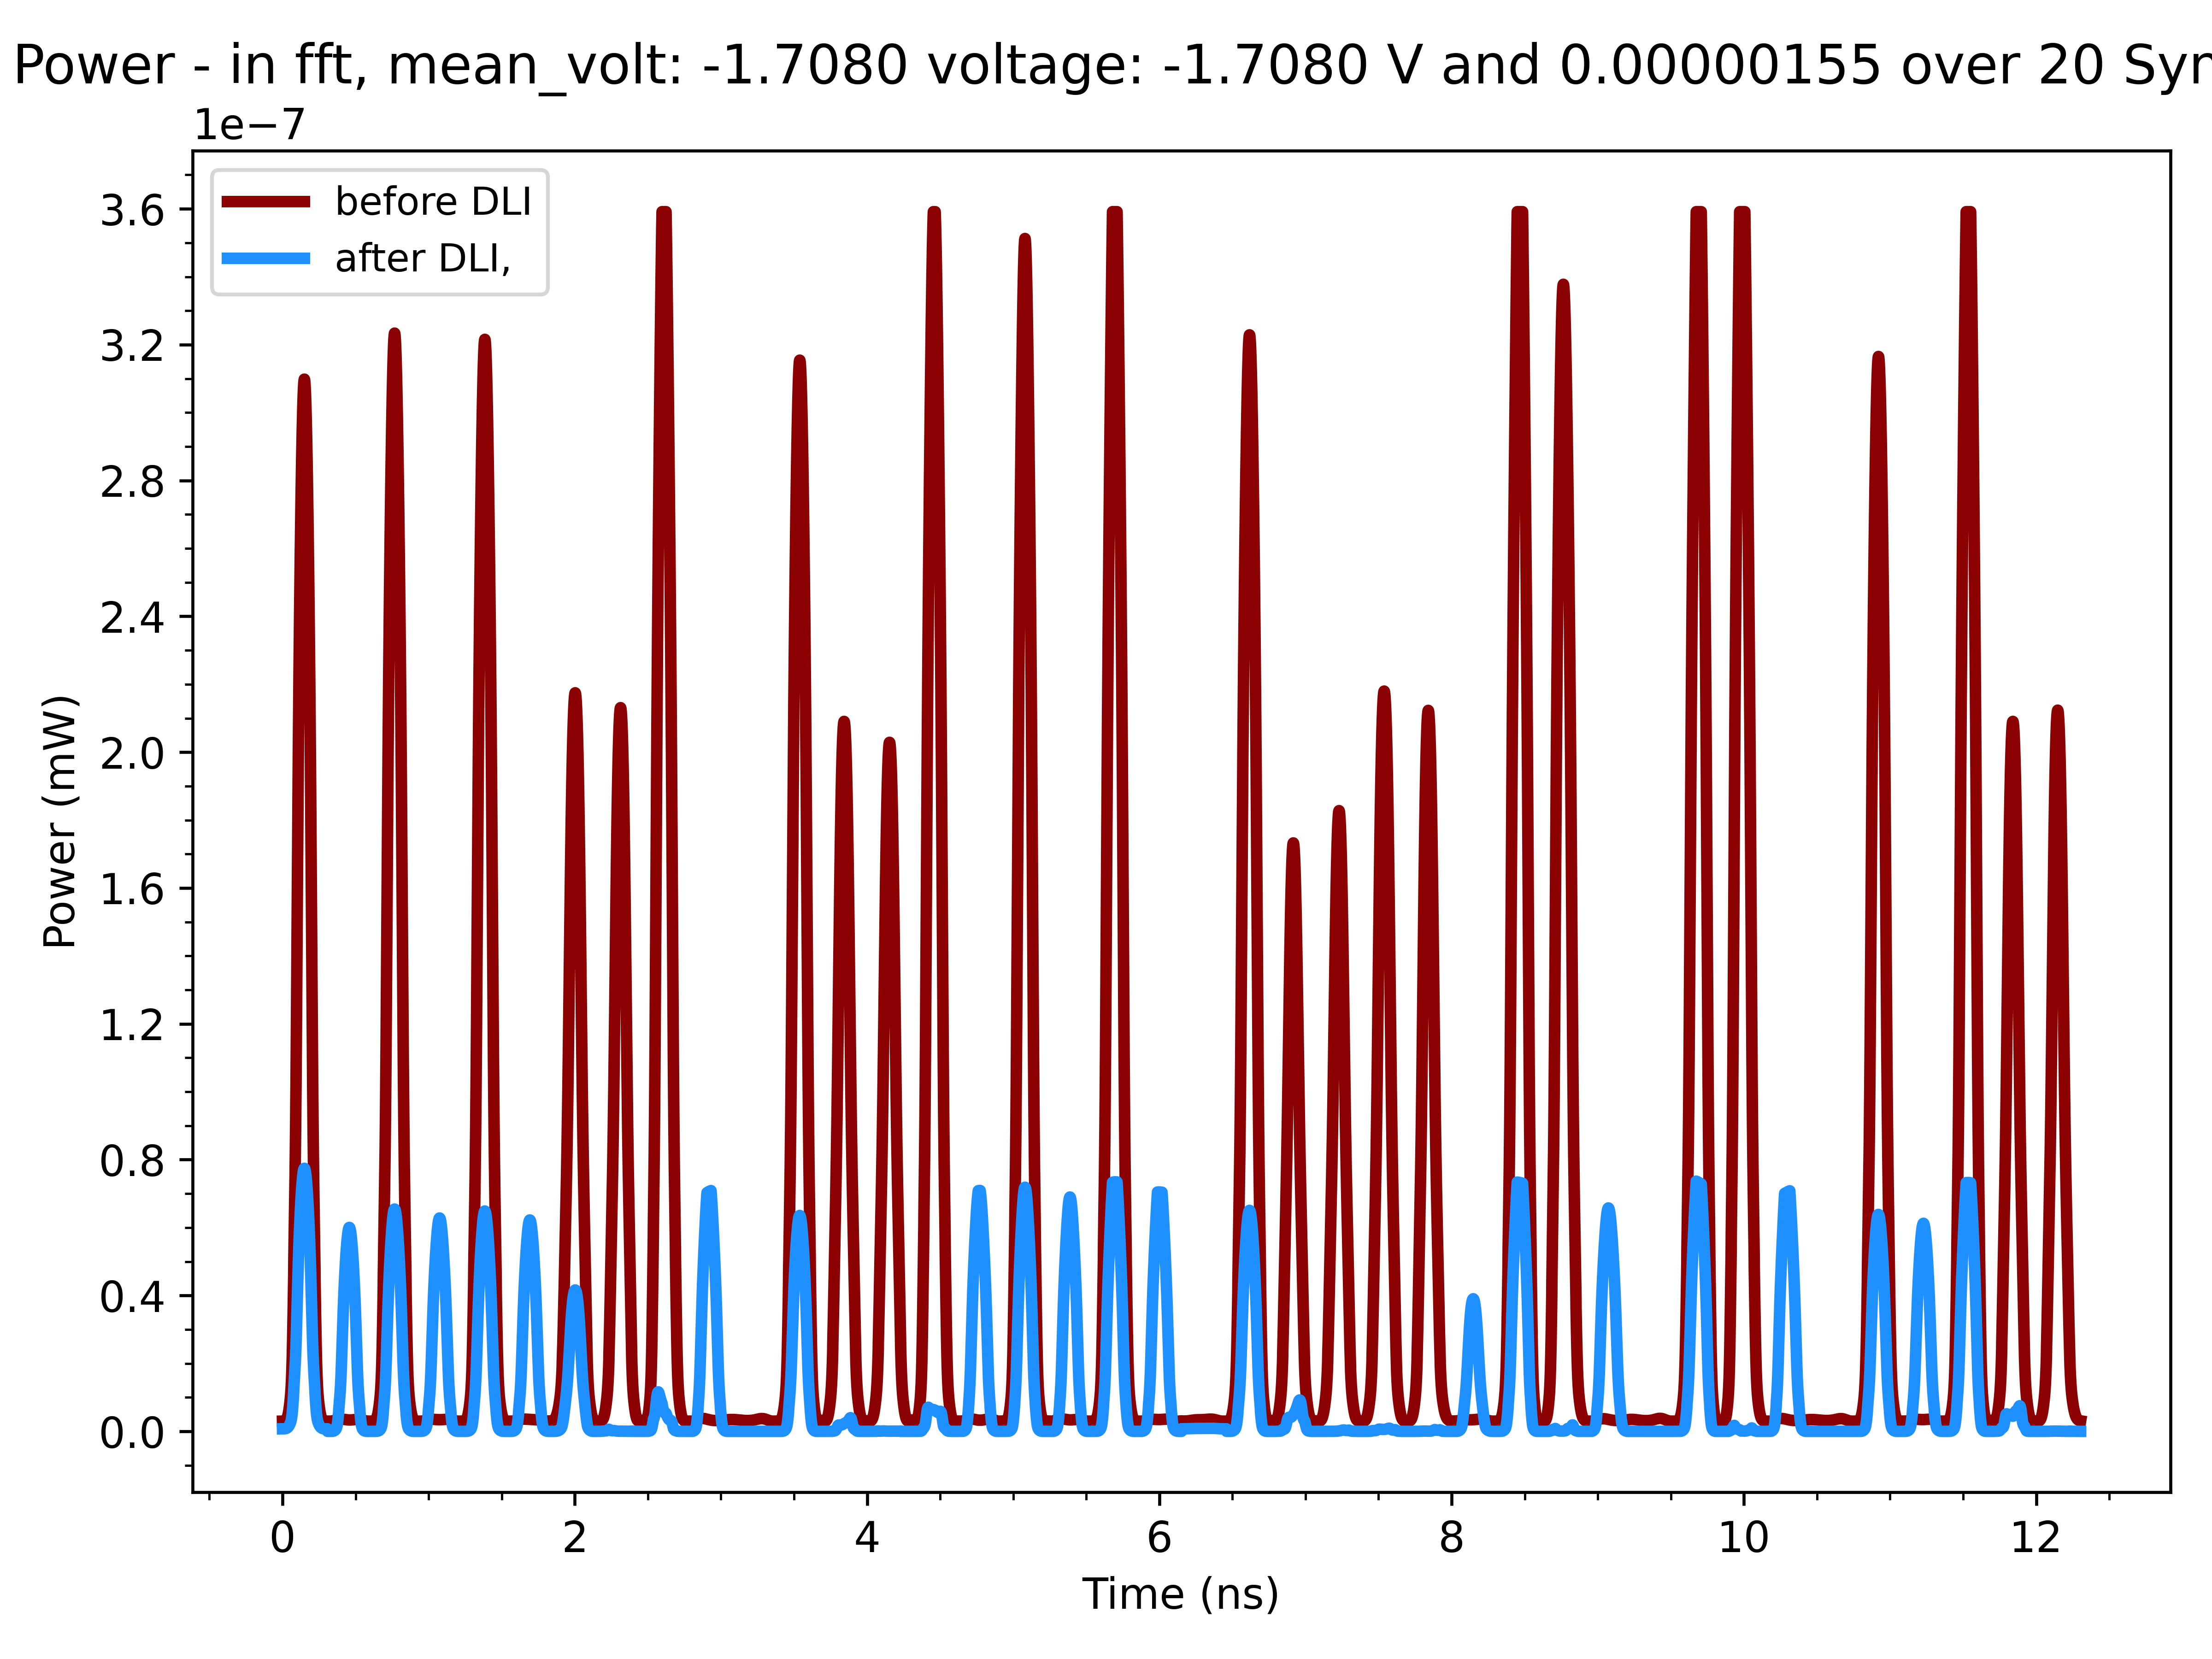 Power - in fft, mean_volt: -1.7080 voltage: -1.7080 V and 0.00000155 over 20
1e−7
before DLI
after DLI,
3.6
3.2
2.8
2.4
2.0
1.6
1.2
0.8
0.4
0.0
Power (mW)
0 2 4 6 8 10 12
Time (ns)